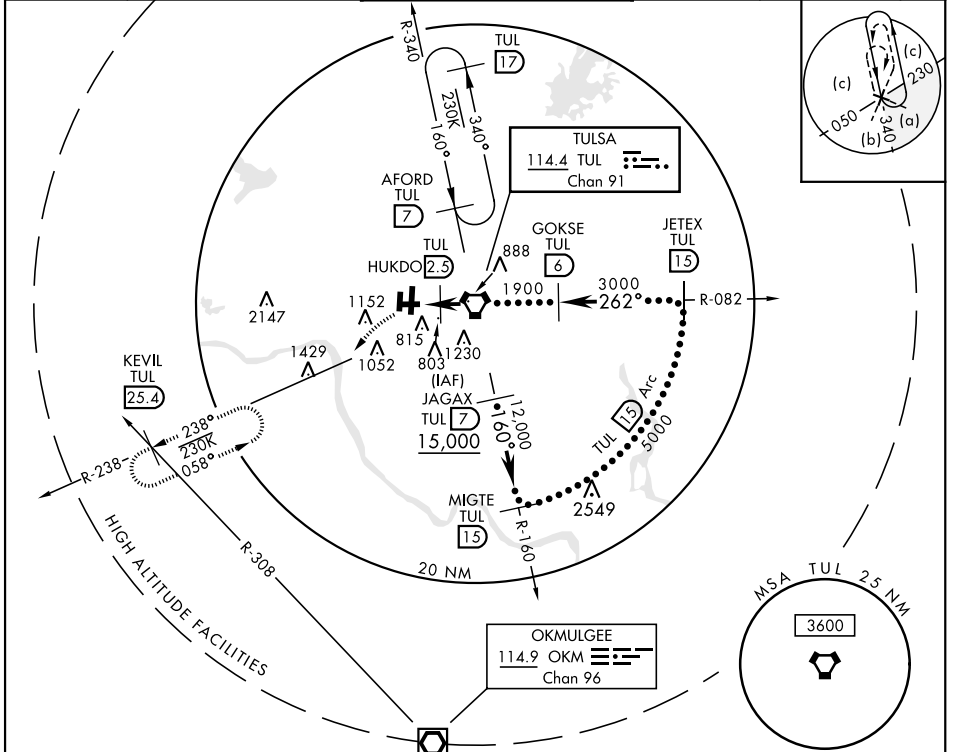 R-340
TUL
17
230K
160°
340°
AFORD
TUL
7
TULSA
114.4 TUL
Chan 91
(c)
(c)
230
050
(a)
(b)
340
TUL
HUKDO 2.5
888
GOKSE
TUL
6
JETEX
TUL
15
1900
3000
262°
R-082
2147
1152
815
1052
803
1230
1429
KEVIL
TUL
25.4
(IAF)
JAGAX
TUL 7
15,000
12,000
160°
TUL 15 Arc
5000
238°
230K
058°
R-238
MIGTE
TUL
15
2549
R-160
R-308
20 NM
HIGH ALTITUDE FACILITIES
OKMULGEE
114.9 OKM
Chan 96
MSA TUL 25 NM
3600